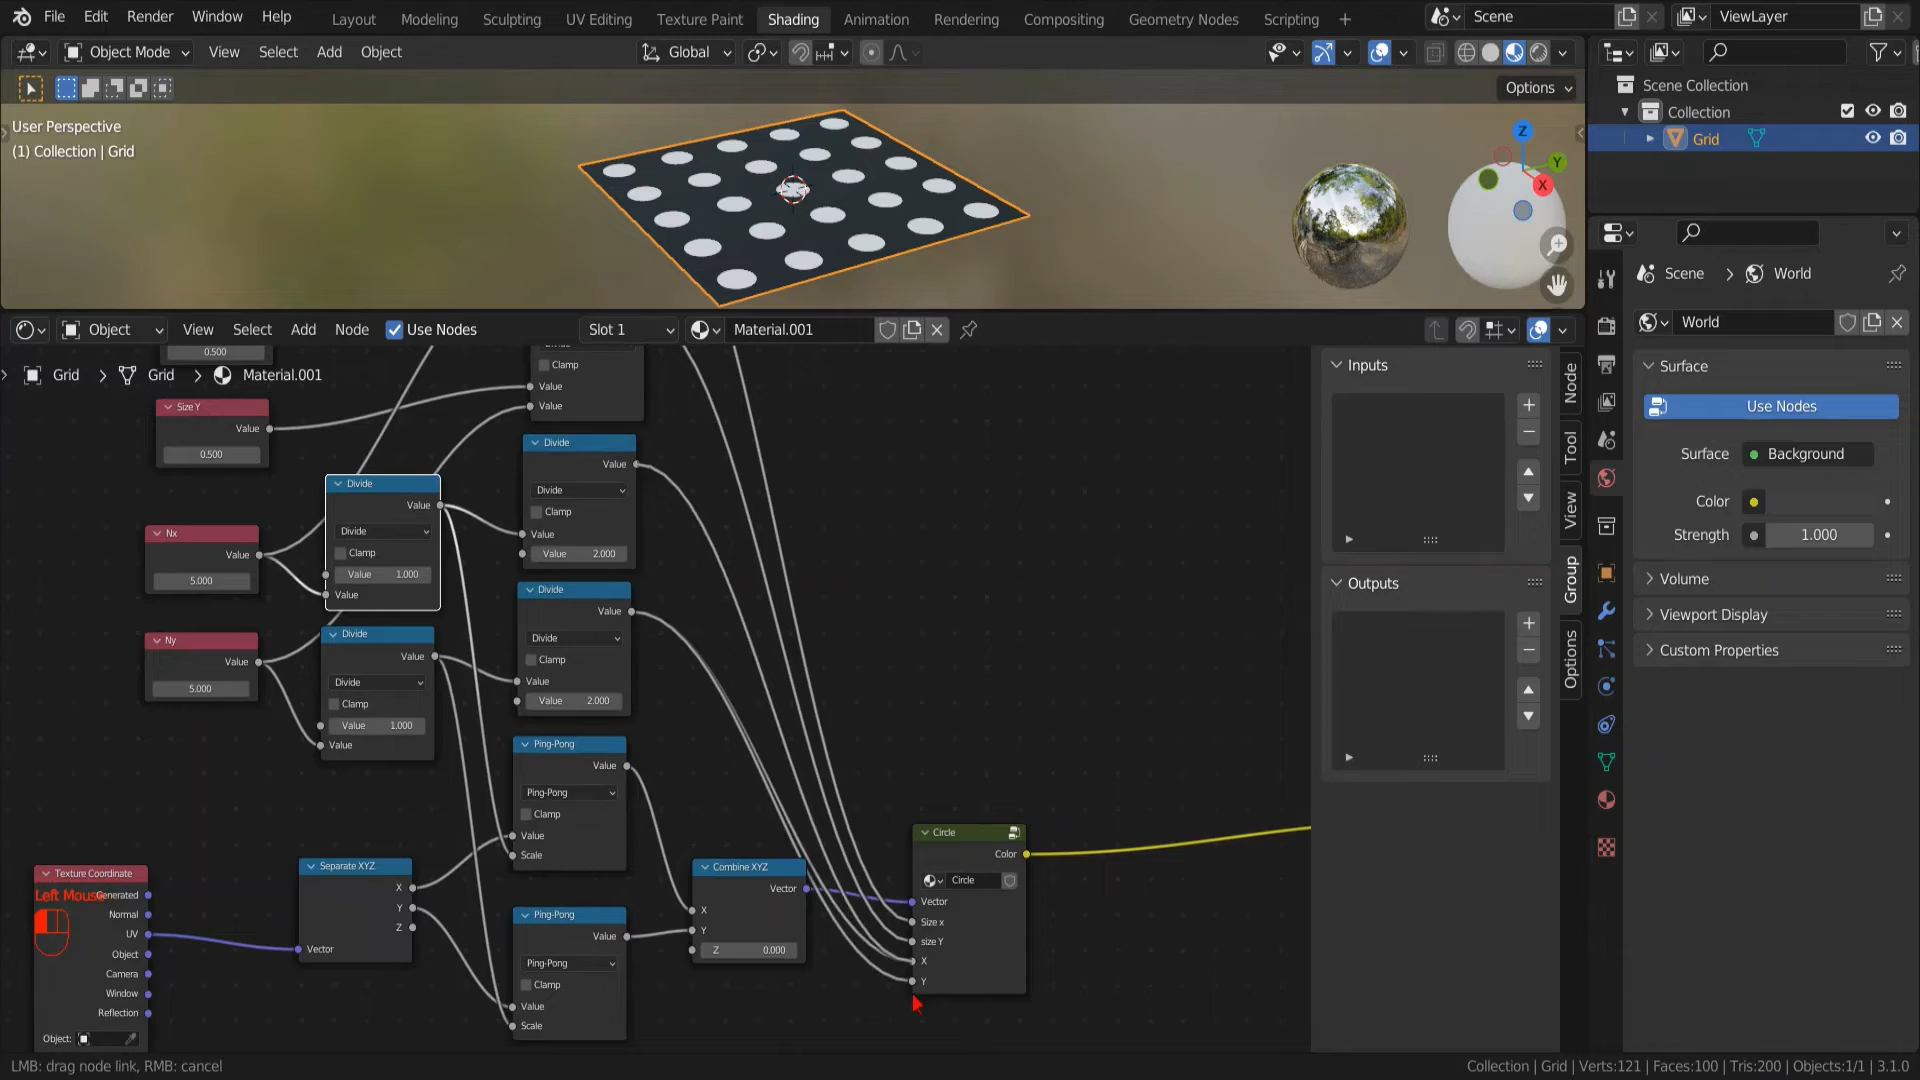 File Edit Render Window Help Layout Modeling Sculpting UV Editing Texture Paint Shading Animation Rendering Compositing Geometry Nodes Scripting + Scene ViewLayer
Object Mode View Select Add Object Global
Options
User Perspective
(1) Collection | Grid
Z
Y
X
Scene Collection
Collection
Grid
Scene > World
World
Surface
Use Nodes
Surface Background
Color
Strength 1.000
Volume
Viewport Display
Custom Properties
Object View Select Add Node Use Nodes Slot 1 Material.001
Grid > Grid > Material.001
0.500
Size Y
Value
0.500
Nx
Value
5.000
Ny
Value
5.000
Divide
Value
Divide
Clamp
Value 1.000
Value
Divide
Value
Divide
Clamp
Value 1.000
Value
Clamp
Value
Value
Divide
Value
Divide
Clamp
Value
Value 2.000
Divide
Value
Divide
Clamp
Value
Value 2.000
Ping-Pong
Value
Ping-Pong
Clamp
Value
Scale
Ping-Pong
Value
Ping-Pong
Clamp
Value
Scale
Texture Coordinate
Left Mouse
Generated
Normal
UV
Object
Camera
Window
Reflection
Object:
Separate XYZ
X
Y
Z
Vector
Combine XYZ
Vector
X
Y
Z 0.000
Circle
Color
Circle
Vector
Size x
size Y
X
Y
Inputs
Outputs
Node
Tool
View
Group
Options
LMB: drag node link, RMB: cancel
Collection | Grid | Verts:121 | Faces:100 | Tris:200 | Objects:1/1 | 3.1.0